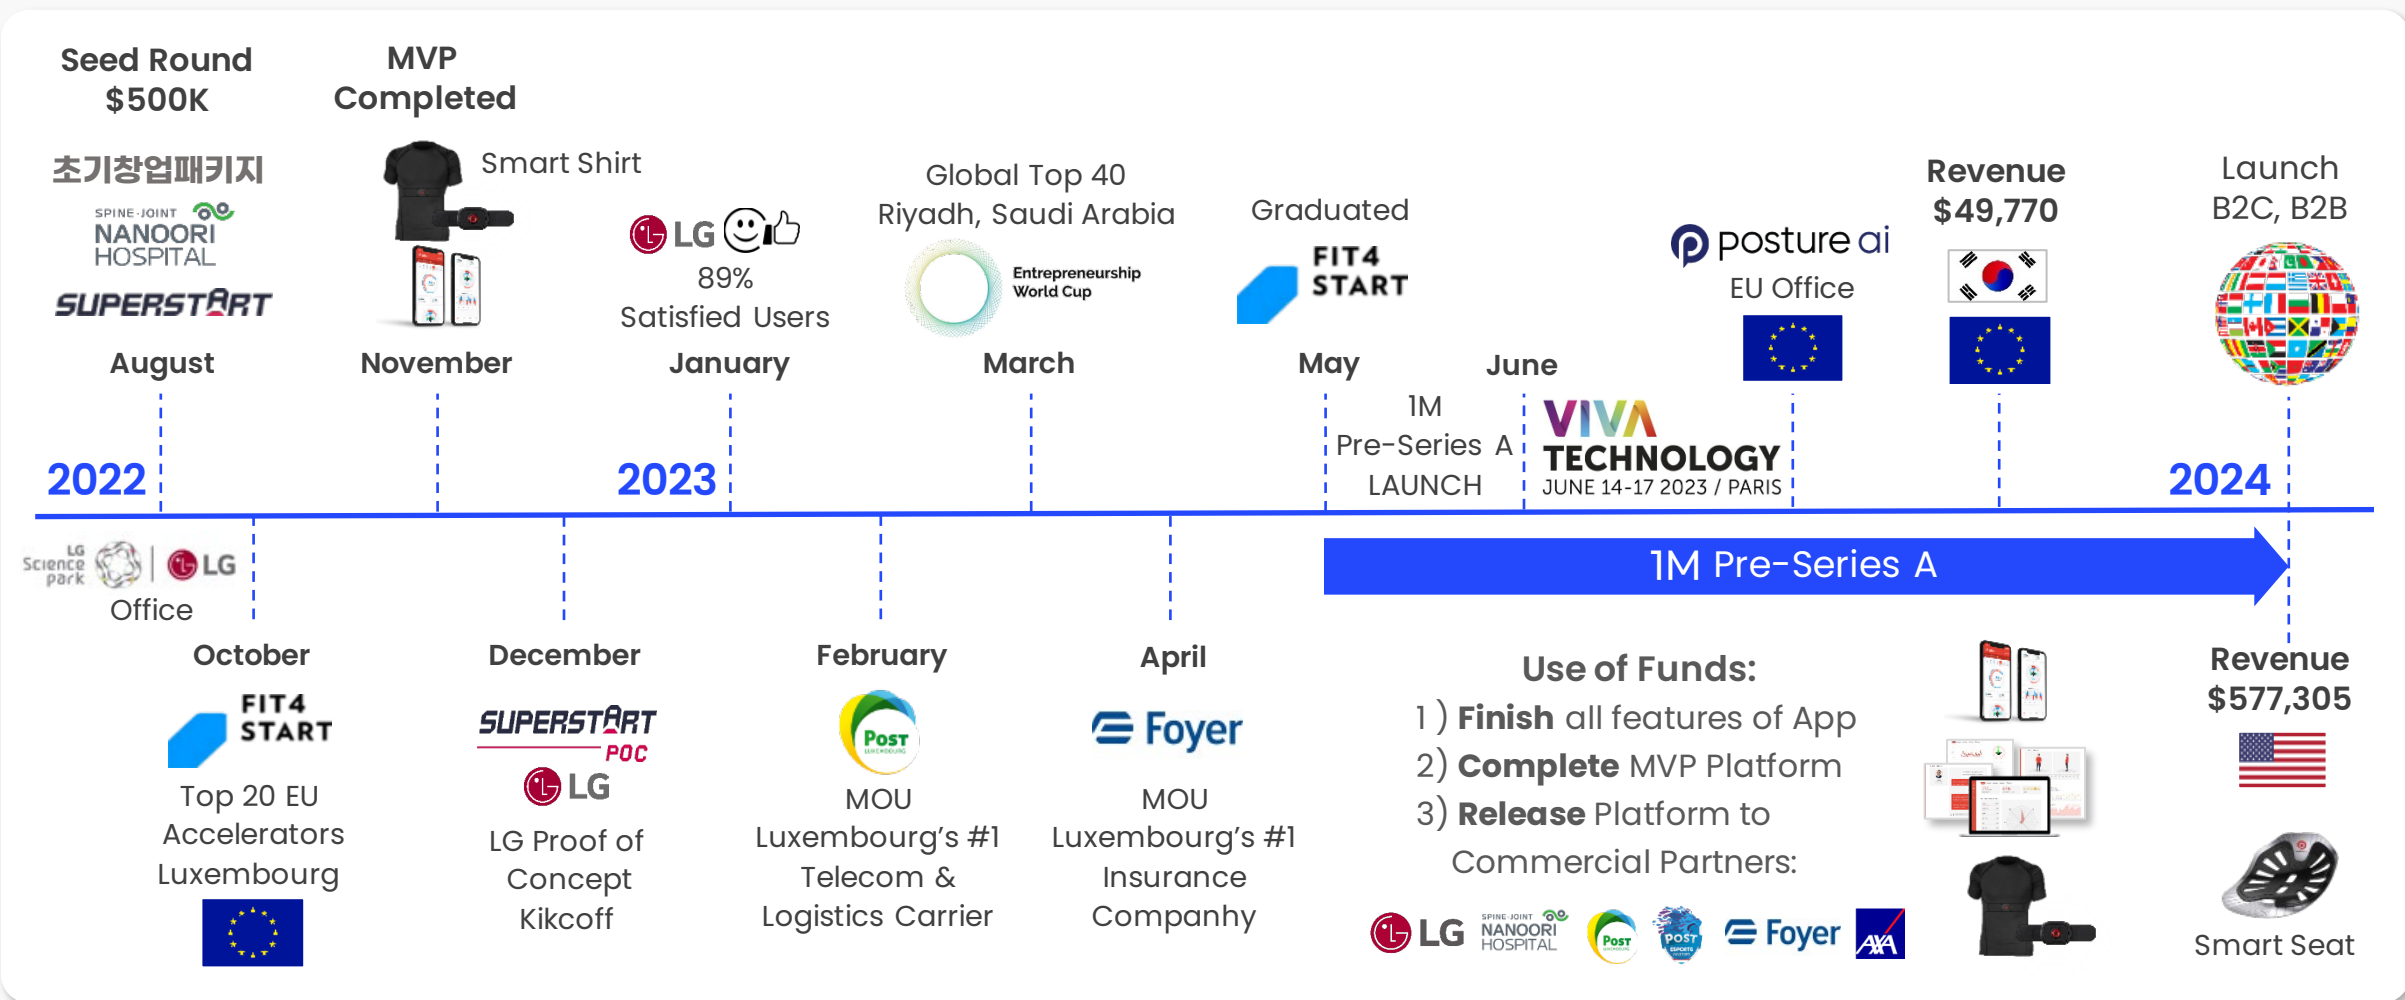 Seed Round
$500K
초기창업패키지
SPINE·JOINT
NANOORI
HOSPITAL
SUPERSTART
August
MVP
Completed
Smart Shirt
November
LG
89%
Satisfied Users
January
Global Top 40
Riyadh, Saudi Arabia
Entrepreneurship
World Cup
March
Graduated
FIT4
START
May
1M
Pre-Series A
LAUNCH
June
VIVA
TECHNOLOGY
JUNE 14-17 2023 / PARIS
posture ai
EU Office
Revenue
$49,770
Launch
B2C, B2B
2022
2023
2024
LG
Science
park
LG
Office
October
FIT4
START
Top 20 EU
Accelerators
Luxembourg
December
SUPERSTART
POC
LG
LG Proof of
Concept
Kikcoff
February
POST
LUXEMBOURG
MOU
Luxembourg's #1
Telecom &
Logistics Carrier
April
Foyer
MOU
Luxembourg's #1
Insurance
Companhy
1M Pre-Series A
Use of Funds:
1 ) Finish all features of App
2) Complete MVP Platform
3) Release Platform to
Commercial Partners:
LG
SPINE·JOINT
NANOORI
HOSPITAL
POST
POST
ESPORTS
Foyer
AXA
Revenue
$577,305
Smart Seat